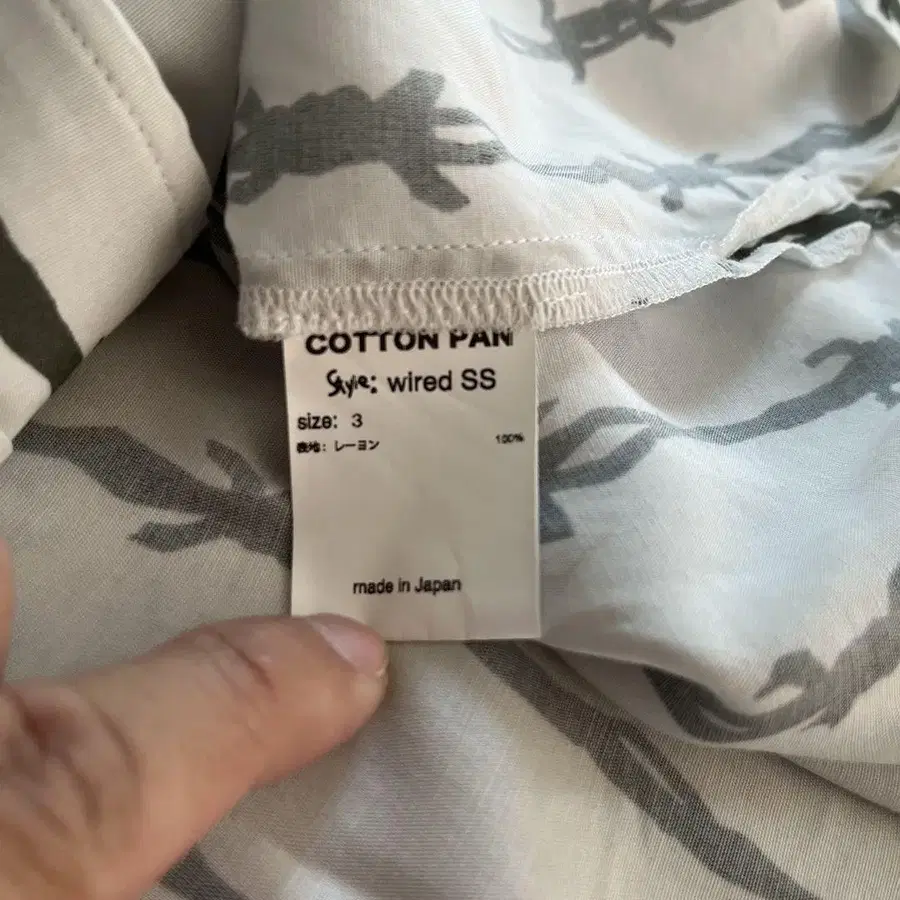 COTTON PAN
Style: wired SS
size: 3
表地: レーヨン 100%
made in Japan